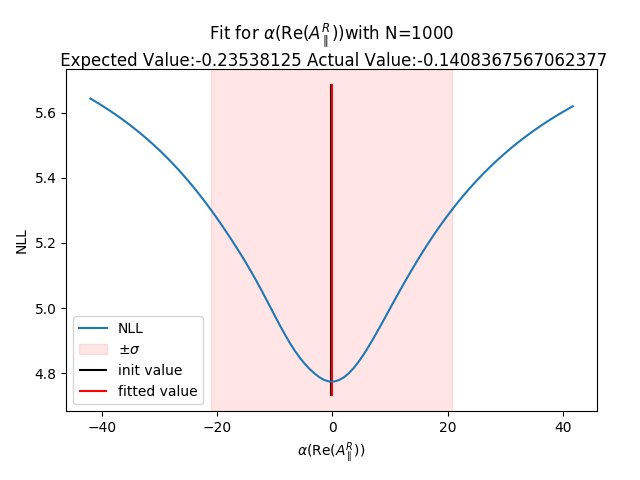 Fit for α(Re(A∥ᴿ))with N=1000
Expected Value:-0.23538125 Actual Value:-0.1408367567062377
5.6
5.4
5.2
5.0
4.8
NLL
NLL
±σ
init value
fitted value
−40
−20
0
20
40
α(Re(A∥ᴿ))